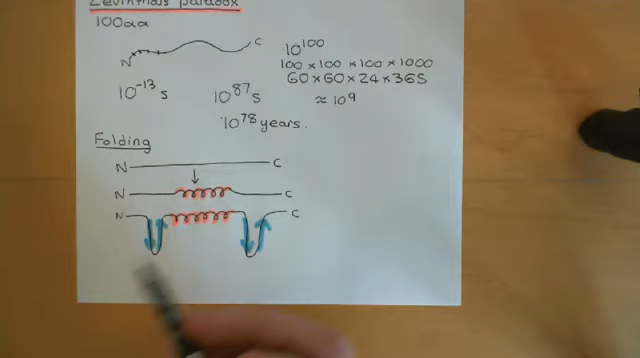 Levinthals paradox
100aa
N C
10^100
100 × 100 × 100 × 1000
60 × 60 × 24 × 365
10^-13 s
10^87 s
≈ 10^9
10^78 years.
Folding
N C
N C
N C